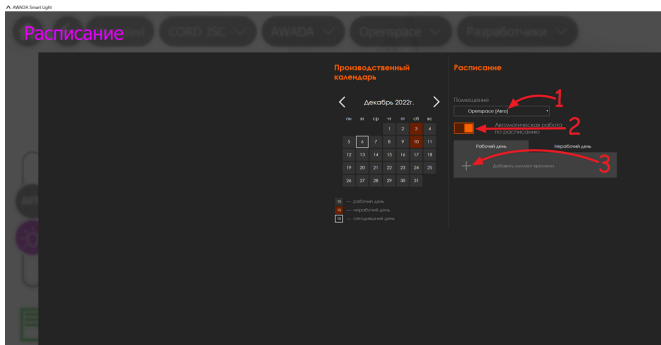 AWADA Smart Light
Расписание
CORD JSC
AWADA
Openspace
Разработчики
Производственный
календарь
Декабрь 2022г.
пн вт ср чт пт сб вс
1 2 3 4
5 6 7 8 9 10 11
12 13 14 15 16 17 18
19 20 21 22 23 24 25
26 27 28 29 30 31
— рабочий день
— нерабочий день
— сегодняшний день
Расписание
Помещение
Openspace (Авто)
1
Автоматическая работа
по расписанию
2
Рабочий день
Нерабочий день
Добавить момент времени
3